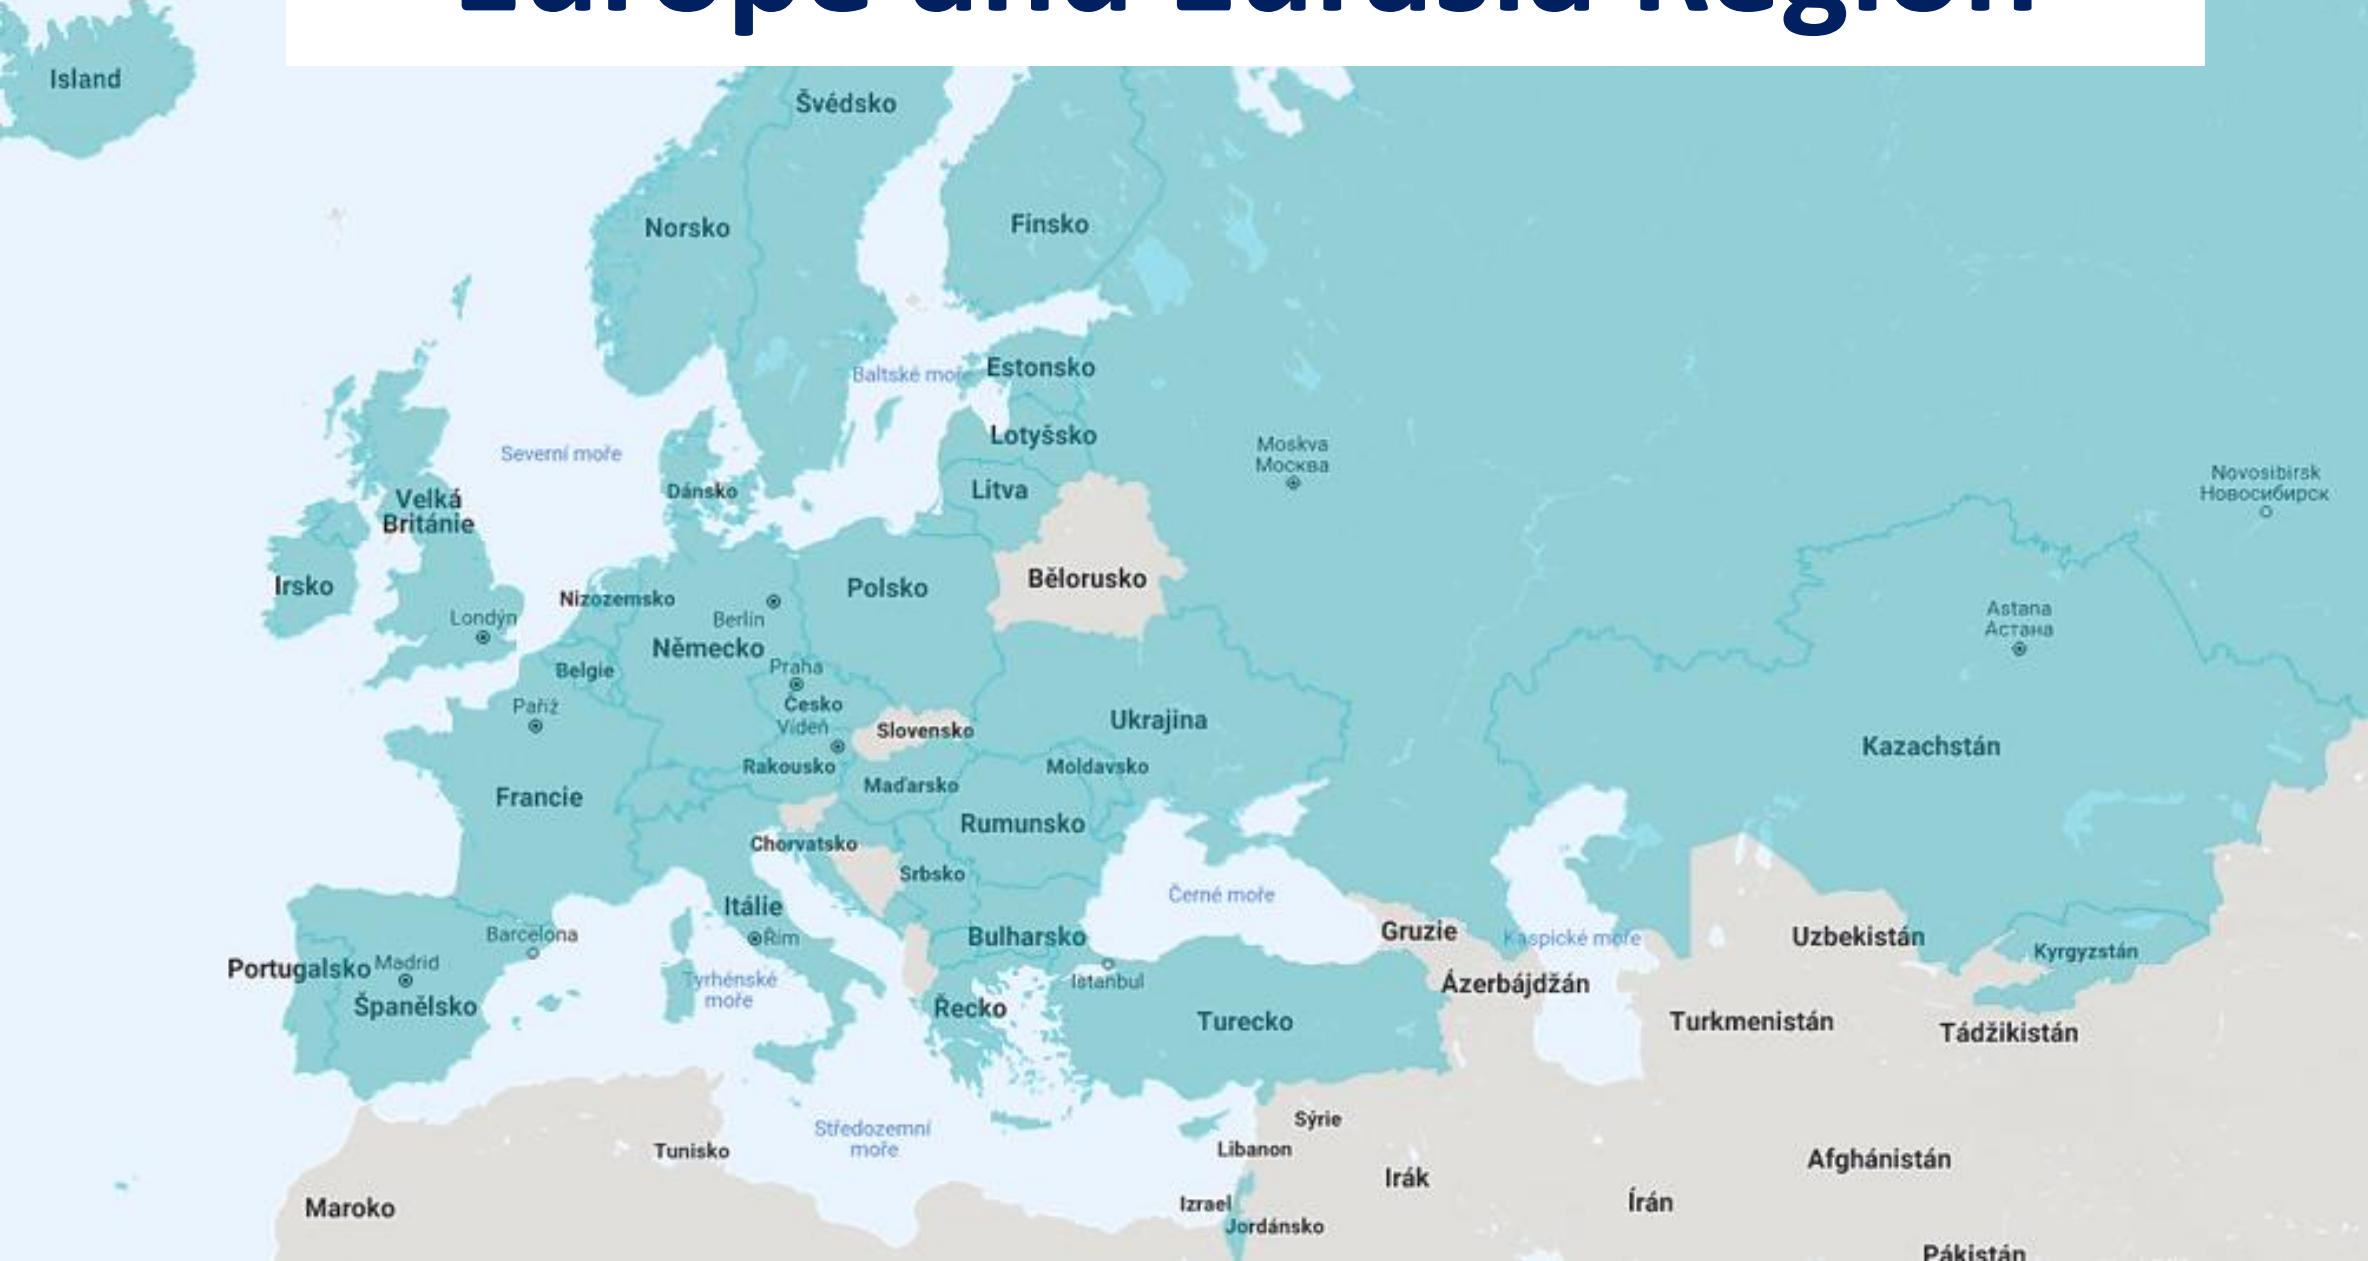 Europe and Eurasia Region
Island
Švédsko
Norsko
Finsko
Estonsko
Baltské moře
Lotyšsko
Moskva
Москва
Severní moře
Novosibirsk
Новосибирск
Dánsko
Litva
Velká
Británie
Bělorusko
Irsko
Polsko
Nizozemsko
Astana
Астана
Londýn
Berlín
Německo
Belgie
Praha
Česko
Paříž
Ukrajina
Vídeň
Slovensko
Kazachstán
Rakousko
Moldavsko
Maďarsko
Francie
Rumunsko
Chorvatsko
Srbsko
Černé moře
Itálie
Řím
Barcelona
Bulharsko
Gruzie
Kaspické moře
Uzbekistán
Kyrgyzstán
Portugalsko
Madrid
Španělsko
Tyrhénské
moře
Istanbul
Ázerbájdžán
Řecko
Turecko
Turkmenistán
Tádžikistán
Sýrie
Středozemní
moře
Tunisko
Libanon
Afghánistán
Irák
Írán
Maroko
Izrael
Jordánsko
Pákistán